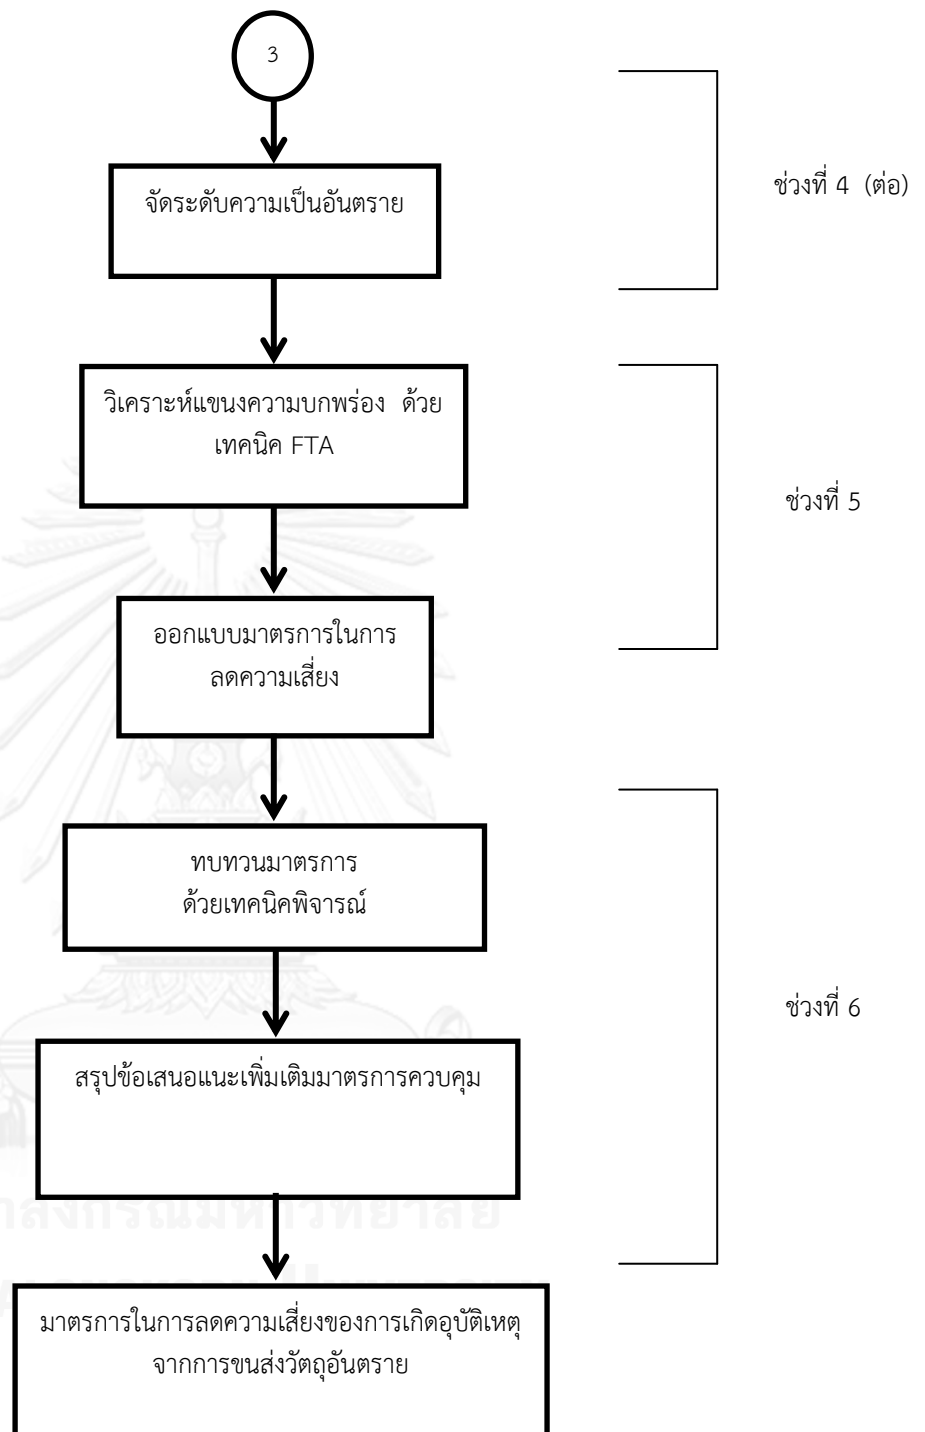 3
ช่วงที่ 4 (ต่อ)
จัดระดับความเป็นอันตราย
วิเคราะห์แขนงความบกพร่อง ด้วย
เทคนิค FTA
ช่วงที่ 5
ออกแบบมาตรการในการ
ลดความเสี่ยง
ทบทวนมาตรการ
ด้วยเทคนิคพิจารณ์
ช่วงที่ 6
สรุปข้อเสนอแนะเพิ่มเติมมาตรการควบคุม
มาตรการในการลดความเสี่ยงของการเกิดอุบัติเหตุ
จากการขนส่งวัตถุอันตราย